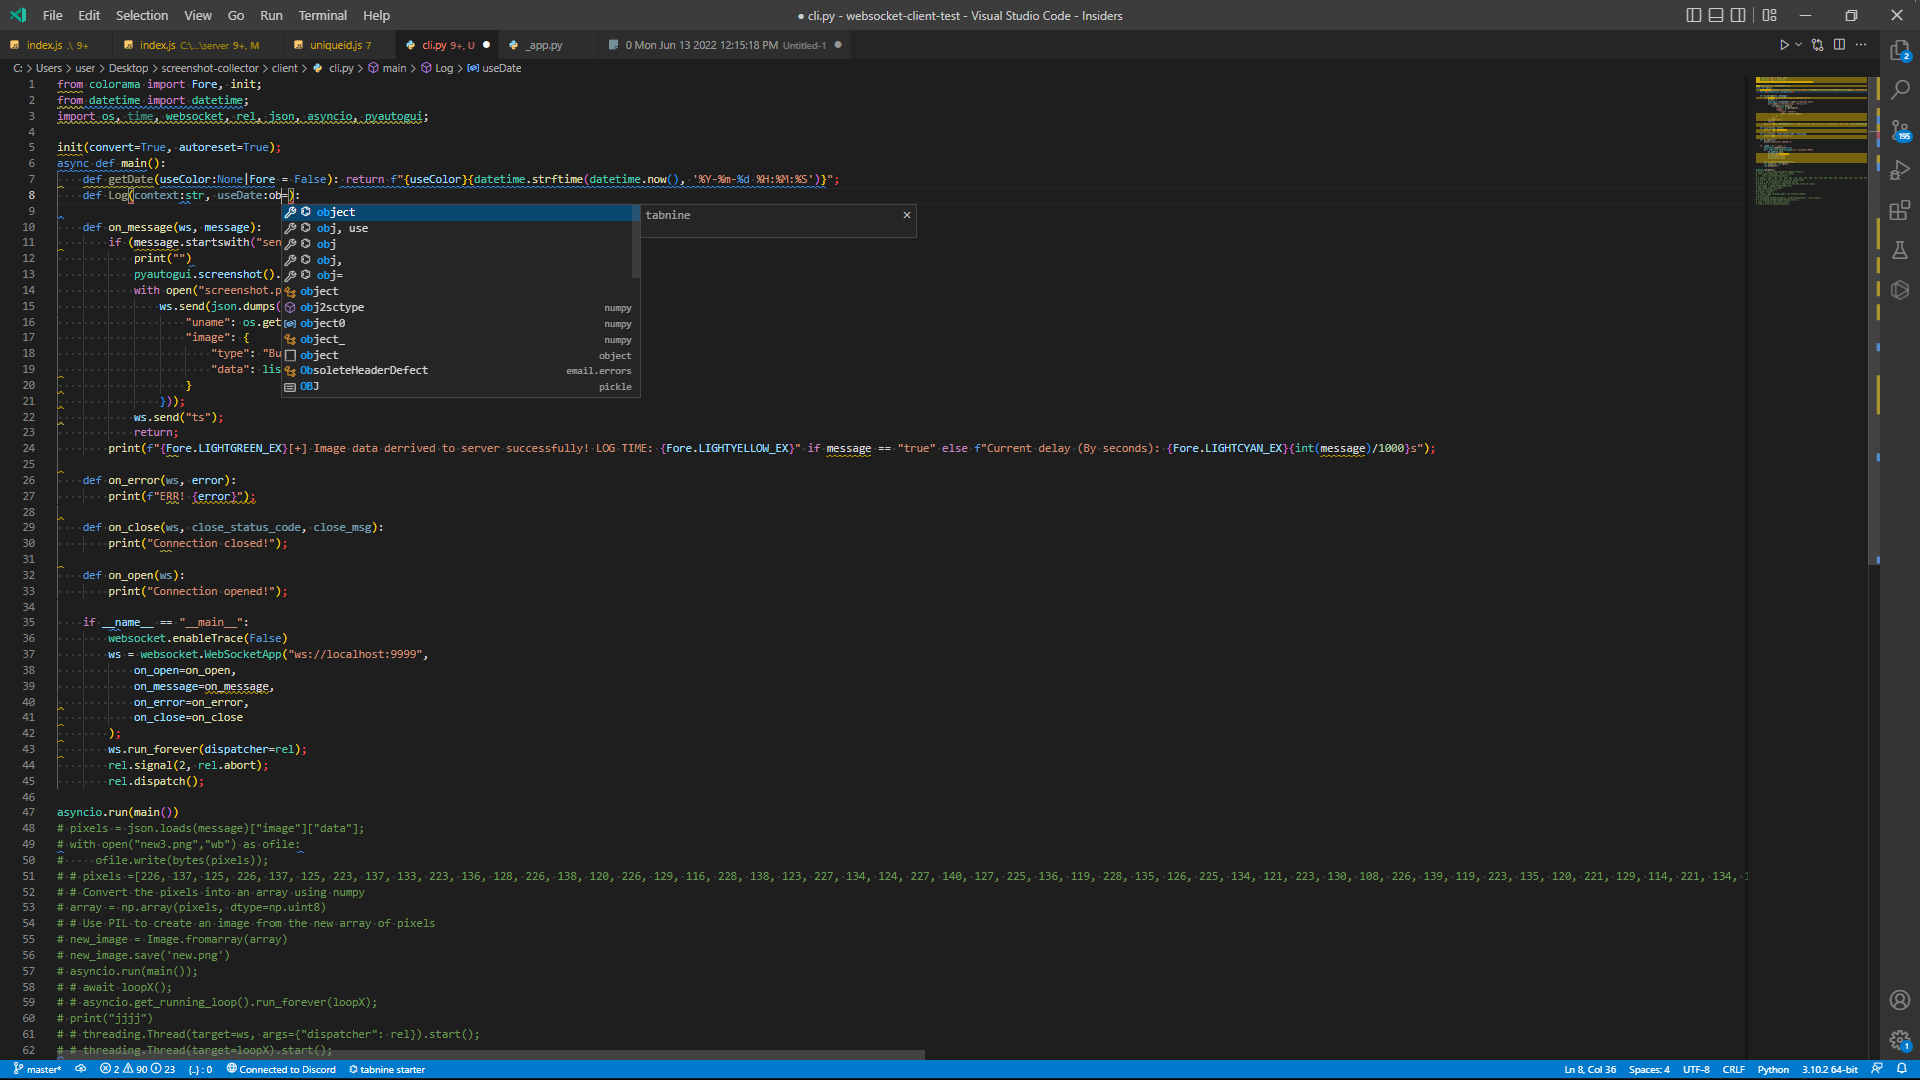 File Edit Selection View Go Run Terminal Help
● cli.py - websocket-client-test - Visual Studio Code - Insiders
index.js .\ 9+
index.js C:\...\server 9+, M
uniqueid.js 7
cli.py 9+, U
_app.py
0 Mon Jun 13 2022 12:15:18 PM Untitled-1
C: > Users > user > Desktop > screenshot-collector > client > cli.py > main > Log > useDate
1 from colorama import Fore, init;
2 from datetime import datetime;
3 import os, time, websocket, rel, json, asyncio, pyautogui;
4
5 init(convert=True, autoreset=True);
6 async def main():
7 def getDate(useColor:None|Fore = False): return f"{useColor}{datetime.strftime(datetime.now(), '%Y-%m-%d %H:%M:%S')}";
8 def Log(context:str, useDate:ob=):
9
10 def on_message(ws, message):
11 if (message.startswith("sen
12 print("")
13 pyautogui.screenshot().
14 with open("screenshot.p
15 ws.send(json.dumps(
16 "uname": os.get
17 "image": {
18 "type": "Bu
19 "data": lis
20 }
21 }));
22 ws.send("ts");
23 return;
24 print(f"{Fore.LIGHTGREEN_EX}[+] Image data derrived to server successfully! LOG TIME: {Fore.LIGHTYELLOW_EX}" if message == "true" else f"Current delay (By seconds): {Fore.LIGHTCYAN_EX}{int(message)/1000}s");
25
26 def on_error(ws, error):
27 print(f"ERR! {error}");
28
29 def on_close(ws, close_status_code, close_msg):
30 print("Connection closed!");
31
32 def on_open(ws):
33 print("Connection opened!");
34
35 if __name__ == "__main__":
36 websocket.enableTrace(False)
37 ws = websocket.WebSocketApp("ws://localhost:9999",
38 on_open=on_open,
39 on_message=on_message,
40 on_error=on_error,
41 on_close=on_close
42 );
43 ws.run_forever(dispatcher=rel);
44 rel.signal(2, rel.abort);
45 rel.dispatch();
46
47 asyncio.run(main())
48 # pixels = json.loads(message)["image"]["data"];
49 # with open("new3.png","wb") as ofile:
50 # ofile.write(bytes(pixels));
51 # # pixels =[226, 137, 125, 226, 137, 125, 223, 137, 133, 223, 136, 128, 226, 138, 120, 226, 129, 116, 228, 138, 123, 227, 134, 124, 227, 140, 127, 225, 136, 119, 228, 135, 126, 225, 134, 121, 223, 130, 108, 226, 139, 119, 223, 135, 120, 221, 129, 114, 221, 134, 1
52 # # Convert the pixels into an array using numpy
53 # array = np.array(pixels, dtype=np.uint8)
54 # # Use PIL to create an image from the new array of pixels
55 # new_image = Image.fromarray(array)
56 # new_image.save('new.png')
57 # asyncio.run(main());
58 # # await loopX();
59 # # asyncio.get_running_loop().run_forever(loopX);
60 # print("jjjj")
61 # # threading.Thread(target=ws, args={"dispatcher": rel}).start();
62 # # threading.Thread(target=loopX).start();
object
obj, use
obj
obj,
obj=
object
obj2sctype numpy
object0 numpy
object_ numpy
object object
ObsoleteHeaderDefect email.errors
OBJ pickle
tabnine
2
195
1
master* 2 90 23 {..} : 0 Connected to Discord tabnine starter
Ln 8, Col 36 Spaces: 4 UTF-8 CRLF Python 3.10.2 64-bit